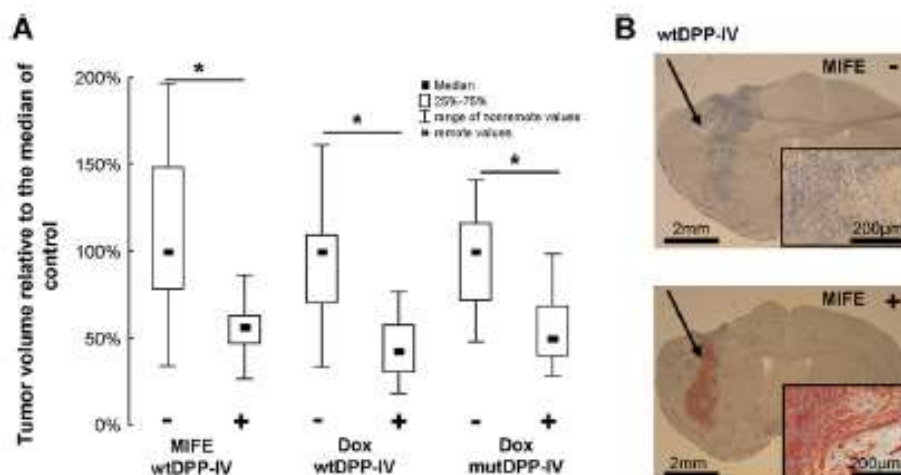 A
Tumor volume relative to the median of
control
200%
150%
100%
50%
0%
*
*
*
Median
25%-75%
range of nonremote values
* remote values
- + - + - +
MIFE
wtDPP-IV
Dox
wtDPP-IV
Dox
mutDPP-IV
B
wtDPP-IV
MIFE -
2mm
200µm
MIFE +
2mm
200µm